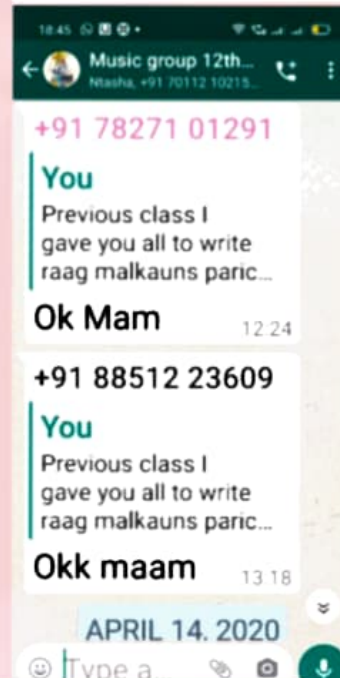 18:45
Music group 12th...
Ntasha, +91 70112 10215...
+91 78271 01291
You
Previous class I
gave you all to write
raag malkauns paric...
Ok Mam
12:24
+91 88512 23609
You
Previous class I
gave you all to write
raag malkauns paric...
Okk maam
13:18
APRIL 14, 2020
Type a...